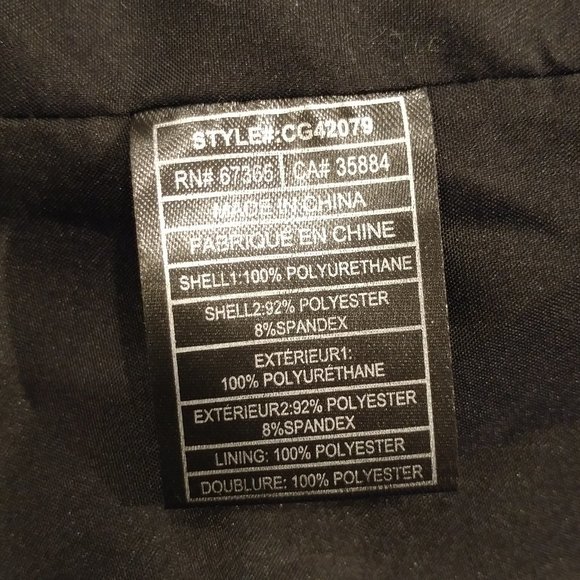 STYLE#:CG42079
RN# 67365 CA# 35884
MADE IN CHINA
FABRIQUÉ EN CHINE
SHELL1:100% POLYURETHANE
SHELL2:92% POLYESTER
8%SPANDEX
EXTÉRIEUR1:
100% POLYURÉTHANE
EXTÉRIEUR2:92% POLYESTER
8%SPANDEX
LINING: 100% POLYESTER
DOUBLURE: 100% POLYESTER